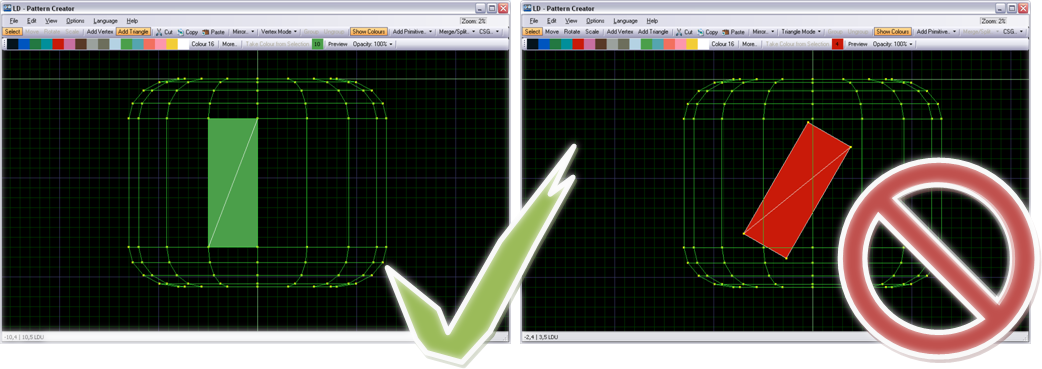 LD - Pattern Creator
File Edit View Options Language Help
Zoom: 2%
Select Move Rotate Scale Add Vertex Add Triangle Cut Copy Paste Mirror.. Vertex Mode Show Colours Add Primitive.. Merge/Split.. CSG..
Colour 16 More.. Take Colour from Selection 10 Preview Opacity: 100%
-10,4 | 10,5 LDU
LD - Pattern Creator
File Edit View Options Language Help
Zoom: 2%
Select Move Rotate Scale Add Vertex Add Triangle Cut Copy Paste Mirror.. Triangle Mode Show Colours Add Primitive.. Merge/Split.. CSG..
Colour 16 More.. Take Colour from Selection 4 Preview Opacity: 100%
-2,4 | 3,5 LDU